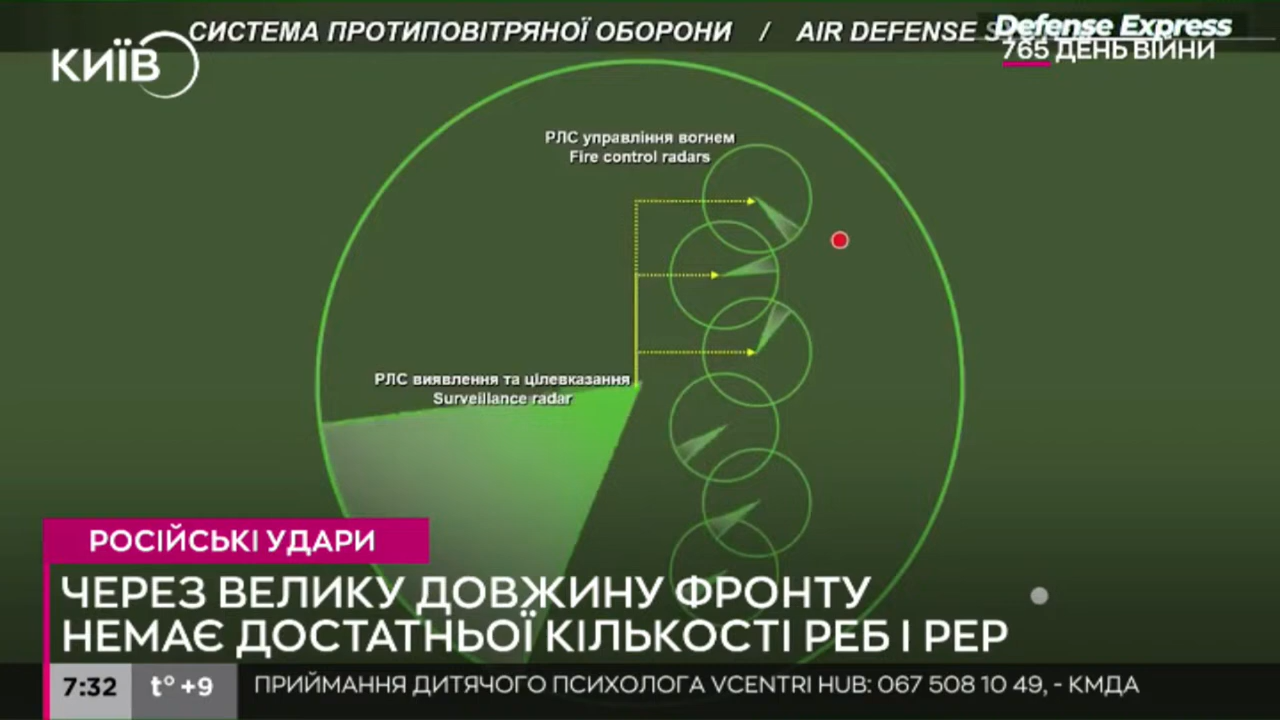 СИСТЕМА ПРОТИПОВІТРЯНОЇ ОБОРОНИ / AIR DEFENSE
Defense Express
КИЇВ
765 ДЕНЬ ВІЙНИ
РЛС управління вогнем
Fire control radars
РЛС виявлення та цілевказання
Surveillance radar
РОСІЙСЬКІ УДАРИ
ЧЕРЕЗ ВЕЛИКУ ДОВЖИНУ ФРОНТУ
НЕМАЄ ДОСТАТНЬОЇ КІЛЬКОСТІ РЕБ І РЕР
7:32 t° +9 ПРИЙМАННЯ ДИТЯЧОГО ПСИХОЛОГА VCENTRI HUB: 067 508 10 49, - КМДА